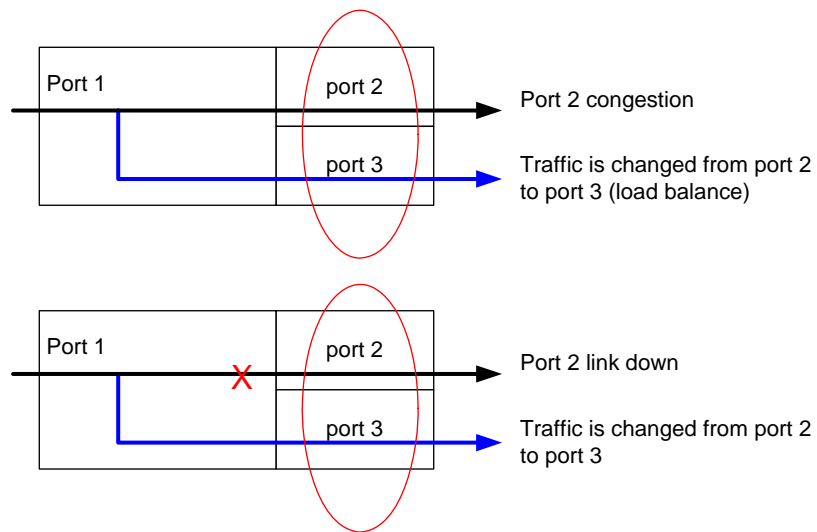 Port 1
port 2
Port 2 congestion
port 3
Traffic is changed from port 2
to port 3 (load balance)
Port 1
port 2
X
Port 2 link down
port 3
Traffic is changed from port 2
to port 3